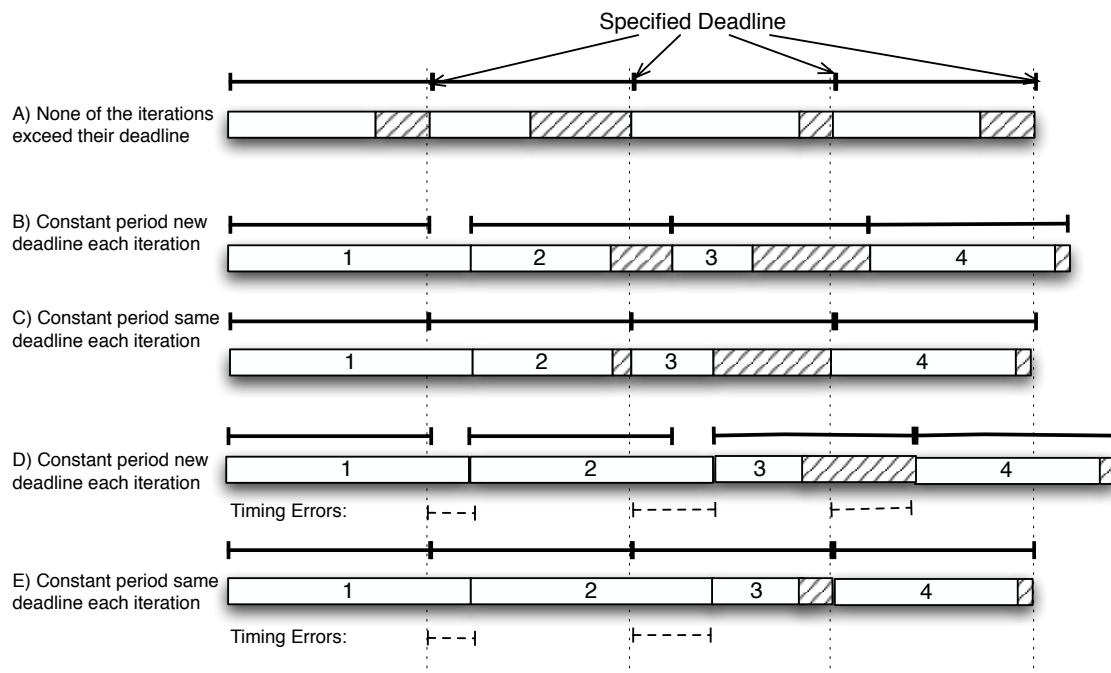 Specified Deadline
A) None of the iterations
exceed their deadline
B) Constant period new
deadline each iteration
1 2 3 4
C) Constant period same
deadline each iteration
1 2 3 4
D) Constant period new
deadline each iteration
1 2 3 4
Timing Errors:
E) Constant period same
deadline each iteration
1 2 3 4
Timing Errors: